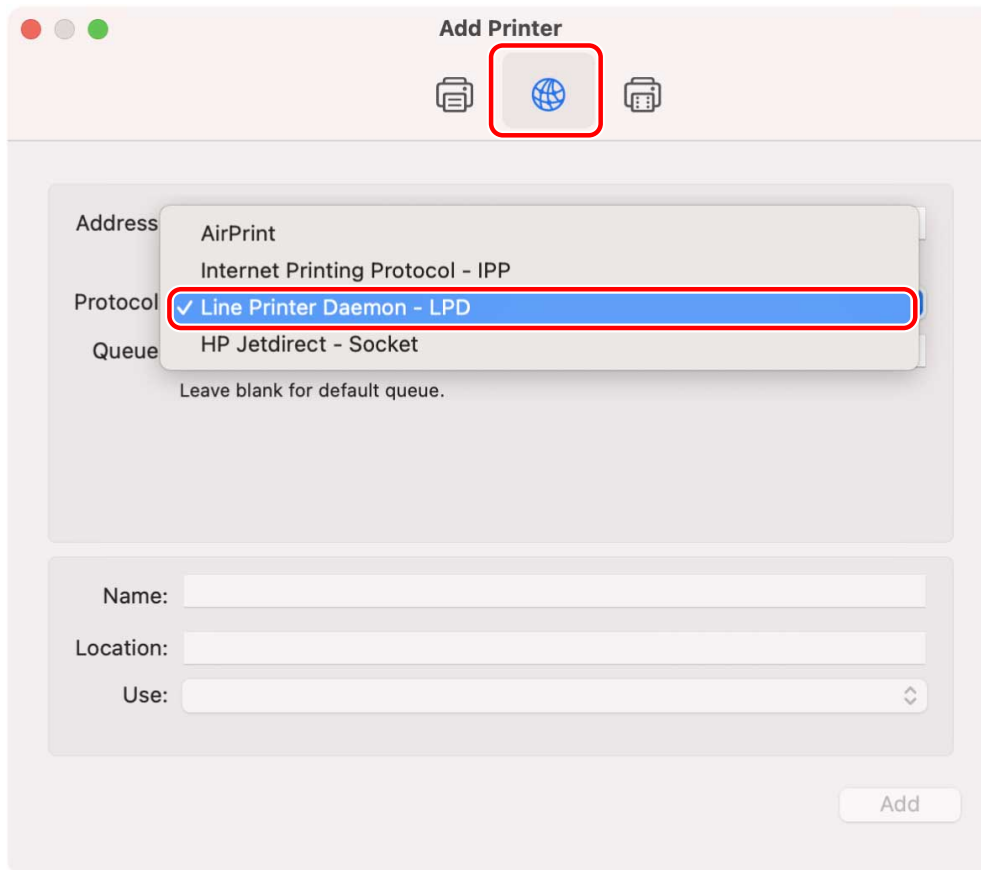 Add Printer
Address
AirPrint
Internet Printing Protocol - IPP
Protocol
✓ Line Printer Daemon - LPD
Queue
HP Jetdirect - Socket
Leave blank for default queue.
Name:
Location:
Use:
Add